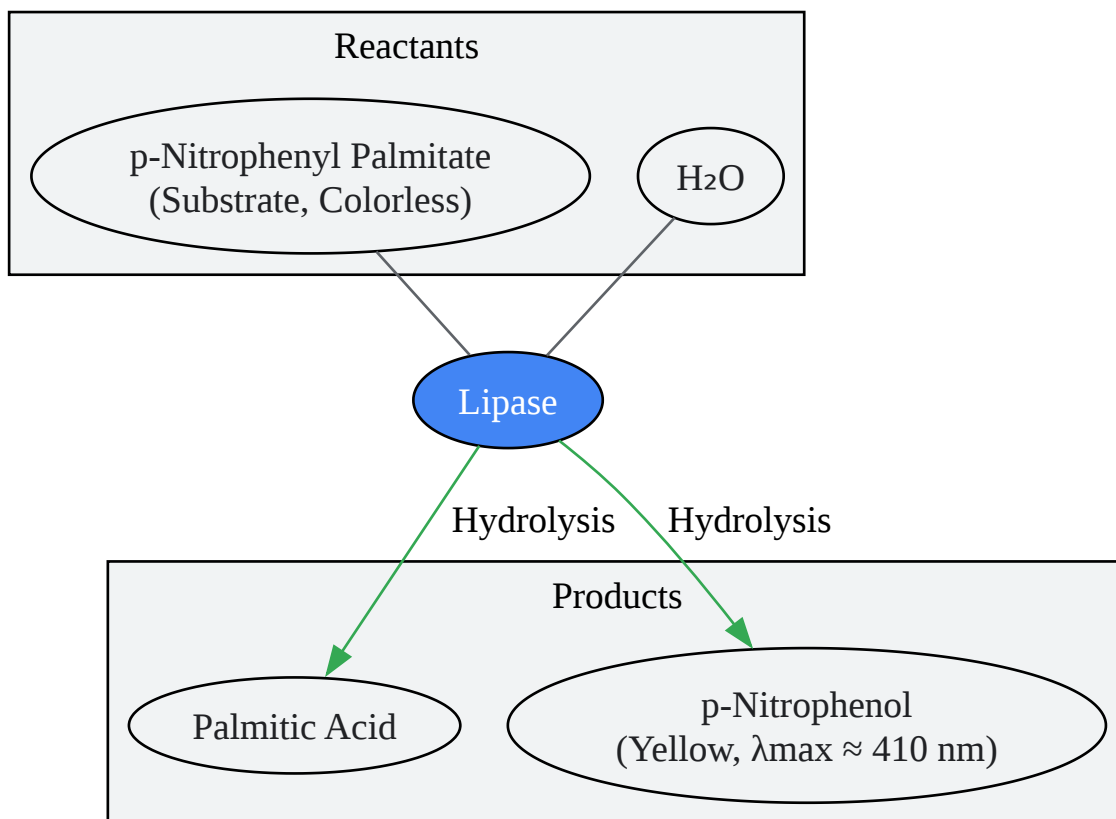 Reactants
p-Nitrophenyl Palmitate
(Substrate, Colorless)
H₂O
Lipase
Hydrolysis
Hydrolysis
Products
Palmitic Acid
p-Nitrophenol
(Yellow, λmax ≈ 410 nm)